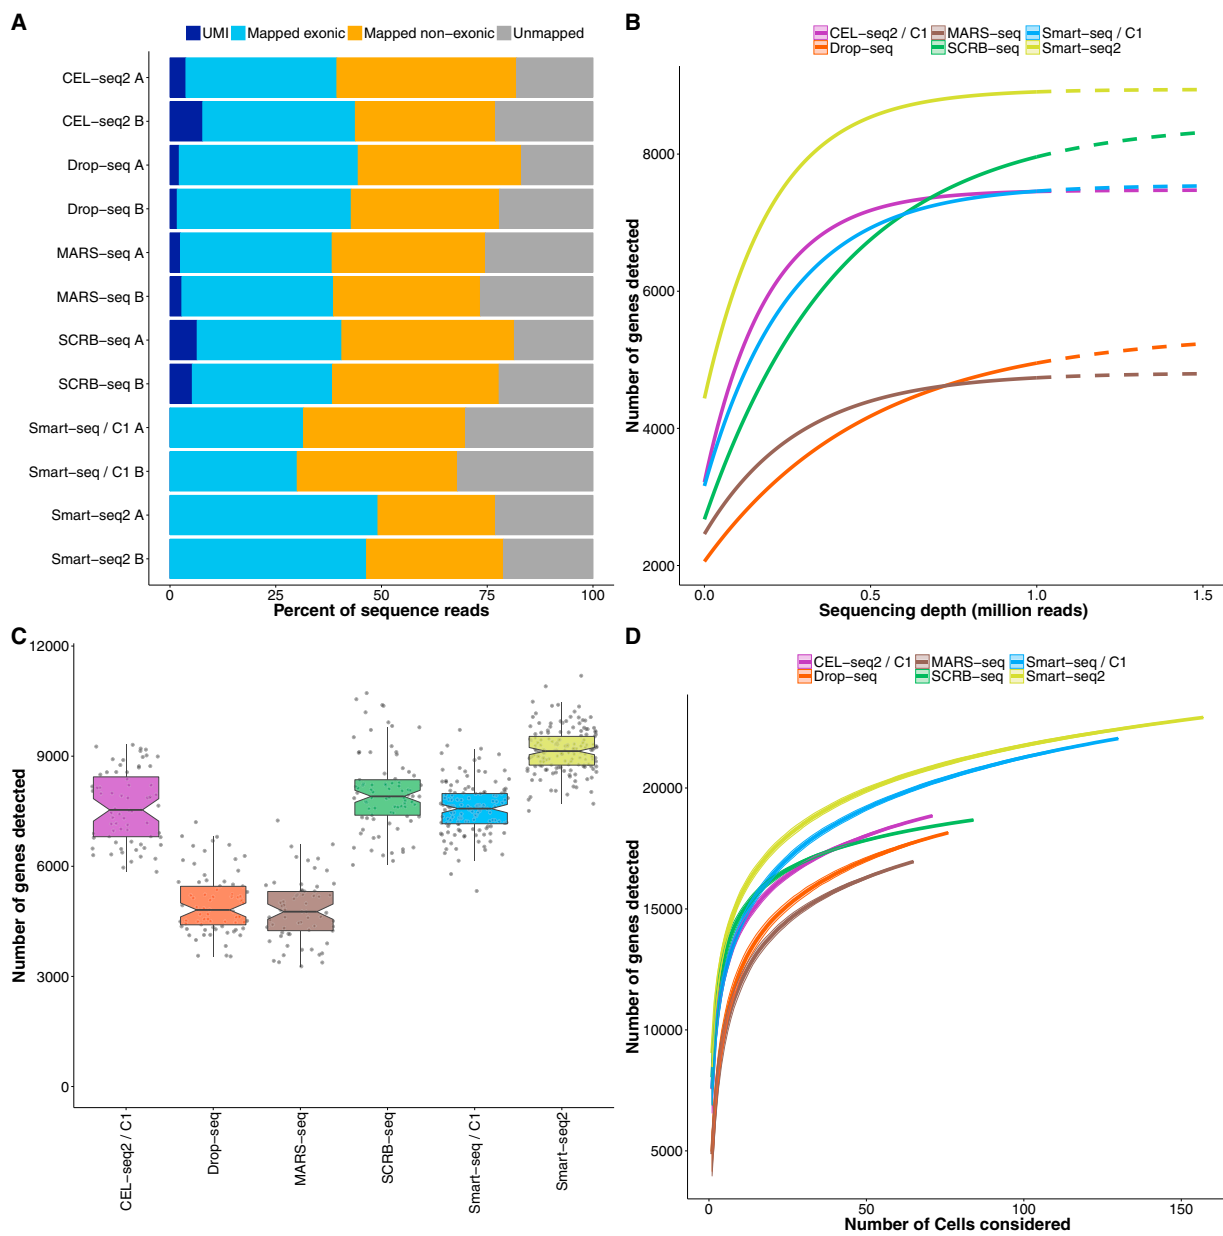 A
UMI Mapped exonic Mapped non−exonic Unmapped
CEL−seq2 A
CEL−seq2 B
Drop−seq A
Drop−seq B
MARS−seq A
MARS−seq B
SCRB−seq A
SCRB−seq B
Smart−seq / C1 A
Smart−seq / C1 B
Smart−seq2 A
Smart−seq2 B
0 25 50 75 100
Percent of sequence reads
B
CEL−seq2 / C1 MARS−seq Smart−seq / C1
Drop−seq SCRB−seq Smart−seq2
Number of genes detected
8000
6000
4000
2000
0.0 0.5 1.0 1.5
Sequencing depth (million reads)
C
Number of genes detected
12000
9000
6000
3000
0
CEL−seq2 / C1
Drop−seq
MARS−seq
SCRB−seq
Smart−seq / C1
Smart−seq2
D
CEL−seq2 / C1 MARS−seq Smart−seq / C1
Drop−seq SCRB−seq Smart−seq2
Number of genes detected
20000
15000
10000
5000
0 50 100 150
Number of Cells considered